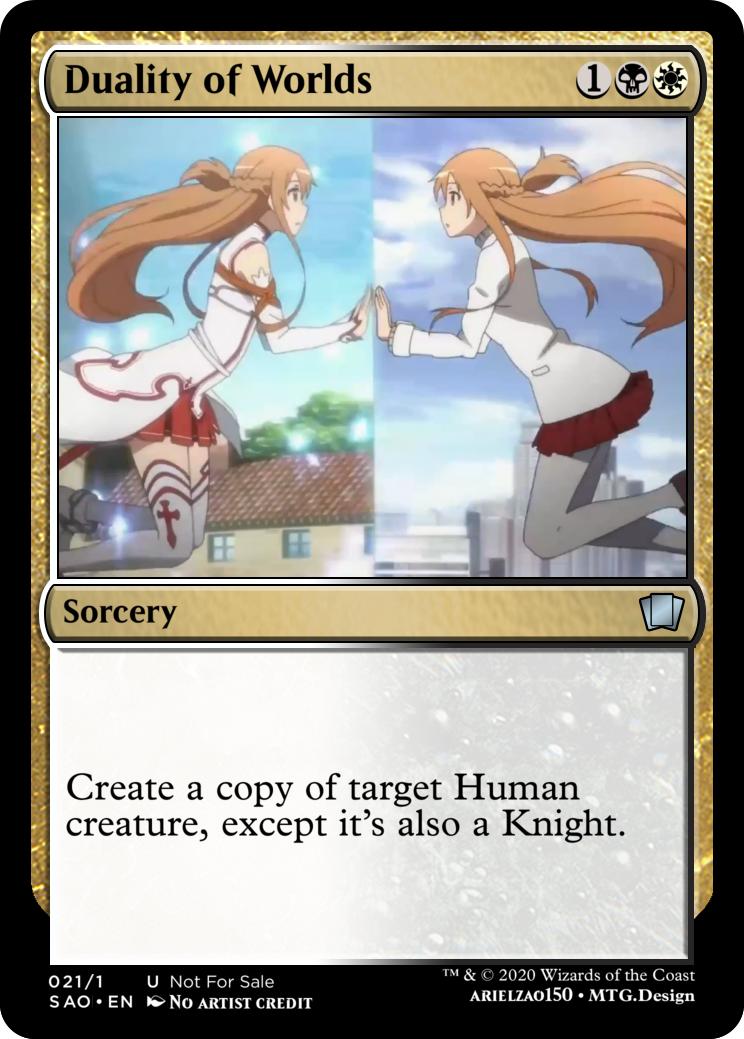 Duality of Worlds 1
Sorcery
Create a copy of target Human
creature, except it's also a Knight.
021/1 U Not For Sale ™ & © 2020 Wizards of the Coast
SAO • EN No artist credit arielzao150 • MTG.Design